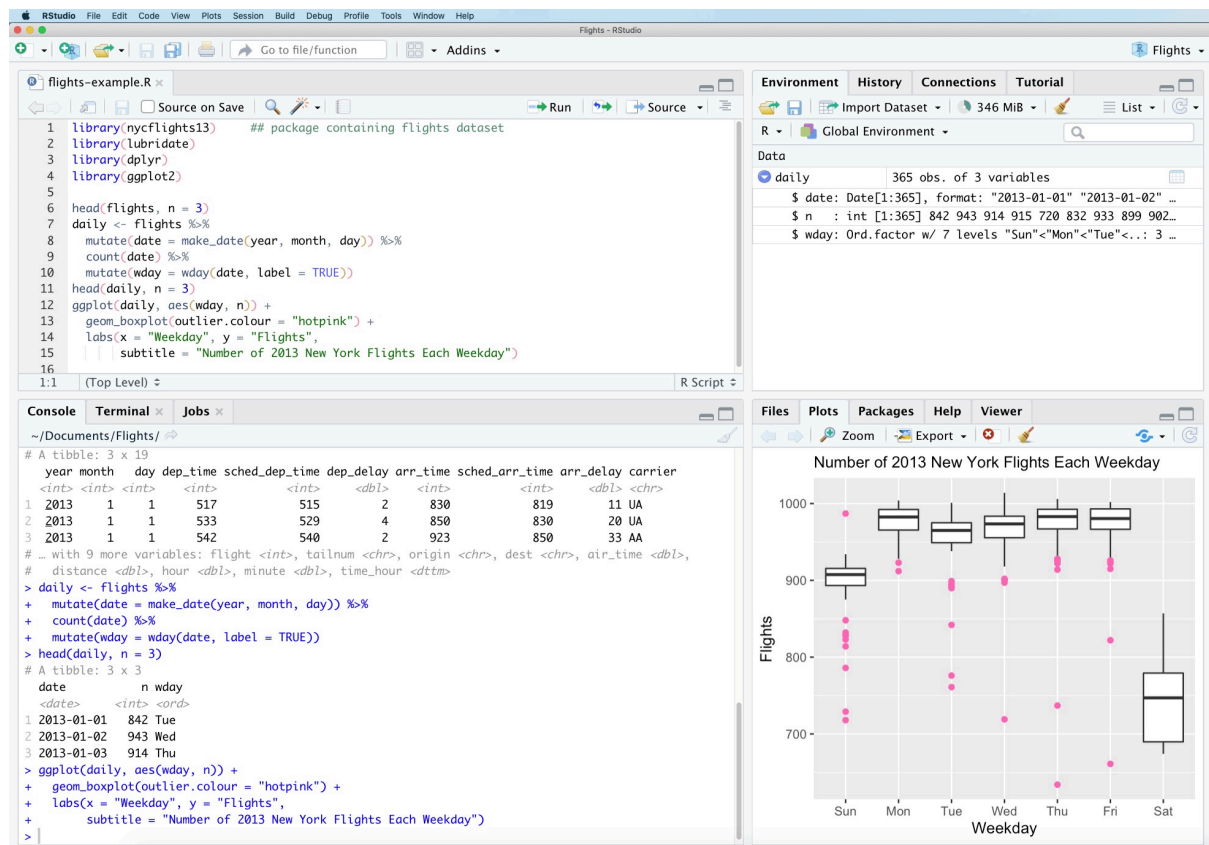 RStudio File Edit Code View Plots Session Build Debug Profile Tools Window Help
Flights - RStudio
Go to file/function Addins Flights
flights-example.R
Source on Save Run Source
1 library(nycflights13)     ## package containing flights dataset
2 library(lubridate)
3 library(dplyr)
4 library(ggplot2)
5
6 head(flights, n = 3)
7 daily <- flights %>%
8   mutate(date = make_date(year, month, day)) %>%
9   count(date) %>%
10   mutate(wday = wday(date, label = TRUE))
11 head(daily, n = 3)
12 ggplot(daily, aes(wday, n)) +
13   geom_boxplot(outlier.colour = "hotpink") +
14   labs(x = "Weekday", y = "Flights",
15        subtitle = "Number of 2013 New York Flights Each Weekday")
16
1:1 (Top Level) R Script
Console Terminal Jobs
~/Documents/Flights/
# A tibble: 3 x 19
   year month   day dep_time sched_dep_time dep_delay arr_time sched_arr_time arr_delay carrier
  <int> <int> <int>    <int>          <int>     <dbl>    <int>          <int>     <dbl> <chr>
1  2013     1     1      517            515         2      830            819        11 UA
2  2013     1     1      533            529         4      850            830        20 UA
3  2013     1     1      542            540         2      923            850        33 AA
# … with 9 more variables: flight <int>, tailnum <chr>, origin <chr>, dest <chr>, air_time <dbl>,
#   distance <dbl>, hour <dbl>, minute <dbl>, time_hour <dttm>
> daily <- flights %>%
+   mutate(date = make_date(year, month, day)) %>%
+   count(date) %>%
+   mutate(wday = wday(date, label = TRUE))
> head(daily, n = 3)
# A tibble: 3 x 3
  date           n wday
  <date>     <int> <ord>
1 2013-01-01   842 Tue
2 2013-01-02   943 Wed
3 2013-01-03   914 Thu
> ggplot(daily, aes(wday, n)) +
+   geom_boxplot(outlier.colour = "hotpink") +
+   labs(x = "Weekday", y = "Flights",
+        subtitle = "Number of 2013 New York Flights Each Weekday")
>
Environment History Connections Tutorial
Import Dataset 346 MiB List
R Global Environment
Data
daily 365 obs. of 3 variables
$ date: Date[1:365], format: "2013-01-01" "2013-01-02" …
$ n   : int [1:365] 842 943 914 915 720 832 933 899 902…
$ wday: Ord.factor w/ 7 levels "Sun"<"Mon"<"Tue"<..: 3 …
Files Plots Packages Help Viewer
Zoom Export
Number of 2013 New York Flights Each Weekday
1000
900
800
700
Flights
Sun Mon Tue Wed Thu Fri Sat
Weekday